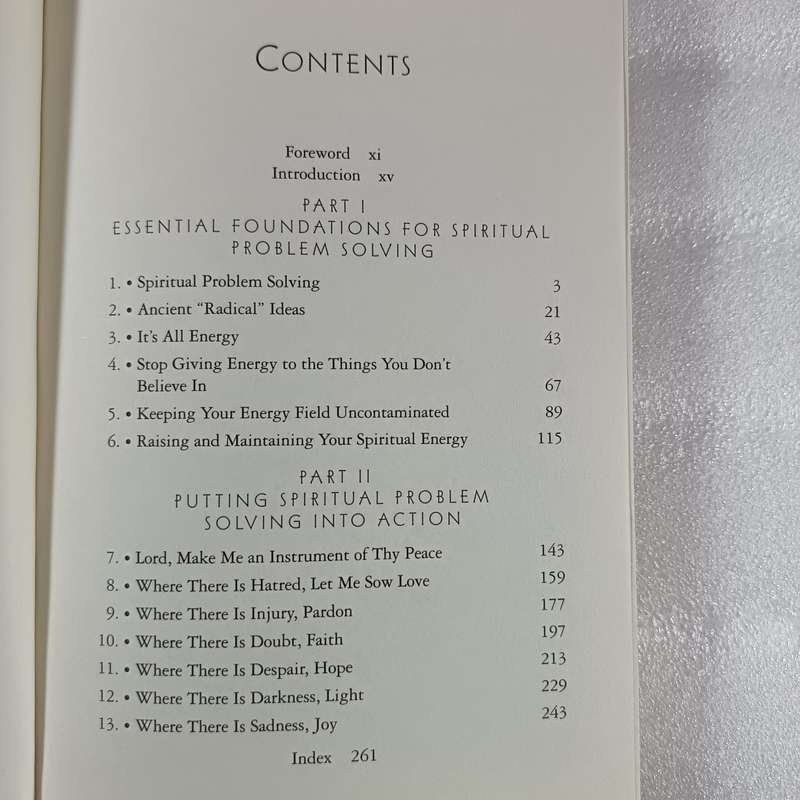 CONTENTS
Foreword xi
Introduction xv
PART I
ESSENTIAL FOUNDATIONS FOR SPIRITUAL
PROBLEM SOLVING
1. • Spiritual Problem Solving 3
2. • Ancient “Radical” Ideas 21
3. • It's All Energy 43
4. • Stop Giving Energy to the Things You Don't
Believe In 67
5. • Keeping Your Energy Field Uncontaminated 89
6. • Raising and Maintaining Your Spiritual Energy 115
PART II
PUTTING SPIRITUAL PROBLEM
SOLVING INTO ACTION
7. • Lord, Make Me an Instrument of Thy Peace 143
8. • Where There Is Hatred, Let Me Sow Love 159
9. • Where There Is Injury, Pardon 177
10. • Where There Is Doubt, Faith 197
11. • Where There Is Despair, Hope 213
12. • Where There Is Darkness, Light 229
13. • Where There Is Sadness, Joy 243
Index 261